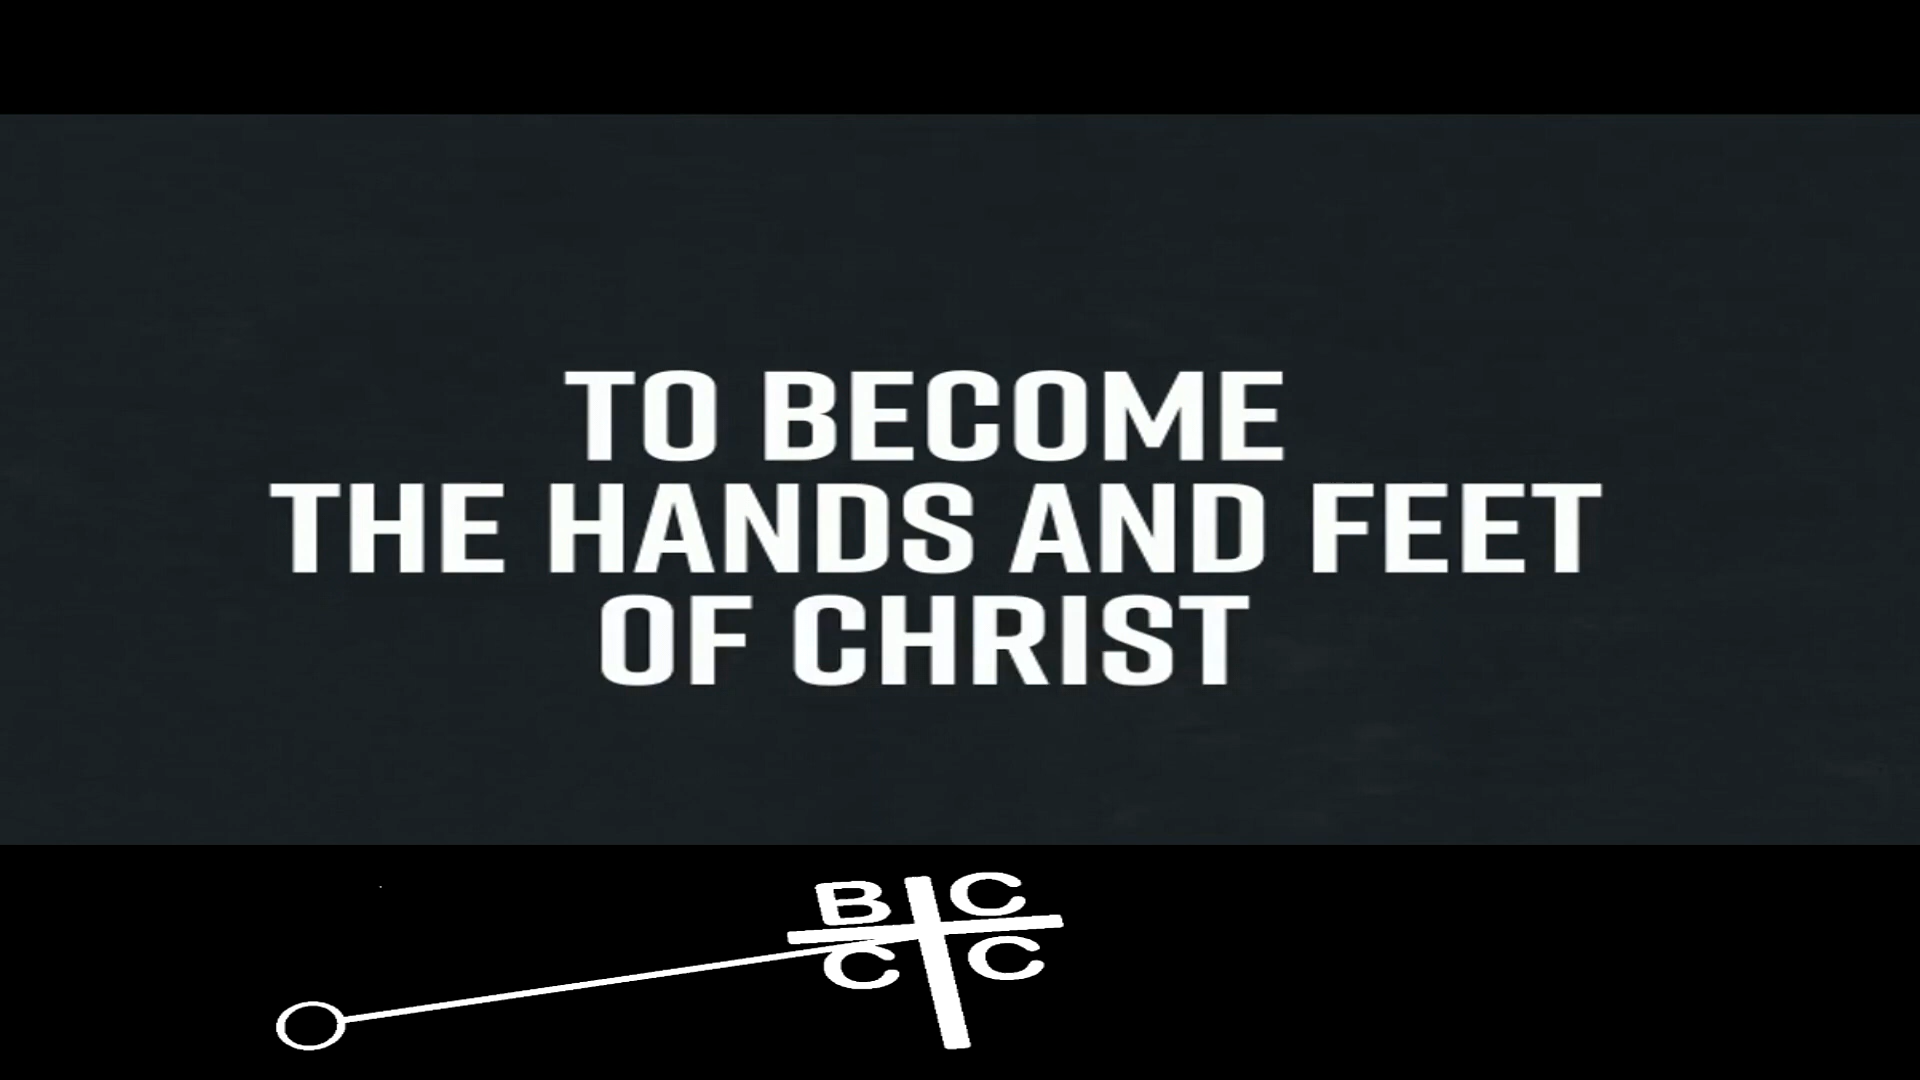 TO BECOME
THE HANDS AND FEET
OF CHRIST
B C
C C